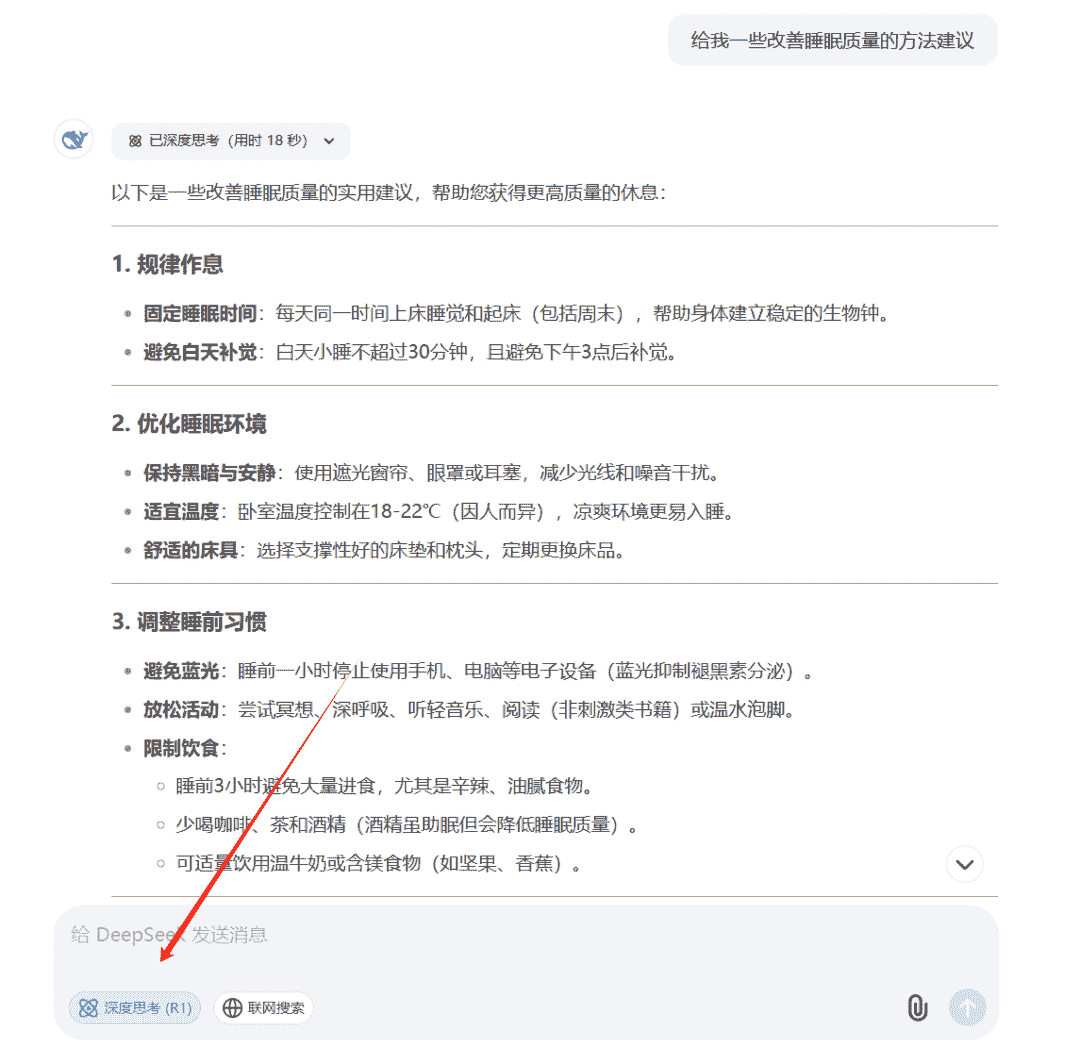 给我一些改善睡眠质量的方法建议
已深度思考（用时 18 秒）
以下是一些改善睡眠质量的实用建议，帮助您获得更高质量的休息：
1. 规律作息
固定睡眠时间：每天同一时间上床睡觉和起床（包括周末），帮助身体建立稳定的生物钟。
避免白天补觉：白天小睡不超过30分钟，且避免下午3点后补觉。
2. 优化睡眠环境
保持黑暗与安静：使用遮光窗帘、眼罩或耳塞，减少光线和噪音干扰。
适宜温度：卧室温度控制在18-22℃（因人而异），凉爽环境更易入睡。
舒适的床具：选择支撑性好的床垫和枕头，定期更换床品。
3. 调整睡前习惯
避免蓝光：睡前一小时停止使用手机、电脑等电子设备（蓝光抑制褪黑素分泌）。
放松活动：尝试冥想、深呼吸、听轻音乐、阅读（非刺激类书籍）或温水泡脚。
限制饮食：
睡前3小时避免大量进食，尤其是辛辣、油腻食物。
少喝咖啡、茶和酒精（酒精虽助眠但会降低睡眠质量）。
可适量饮用温牛奶或含镁食物（如坚果、香蕉）。
给 DeepSeek 发送消息
深度思考 (R1)
联网搜索